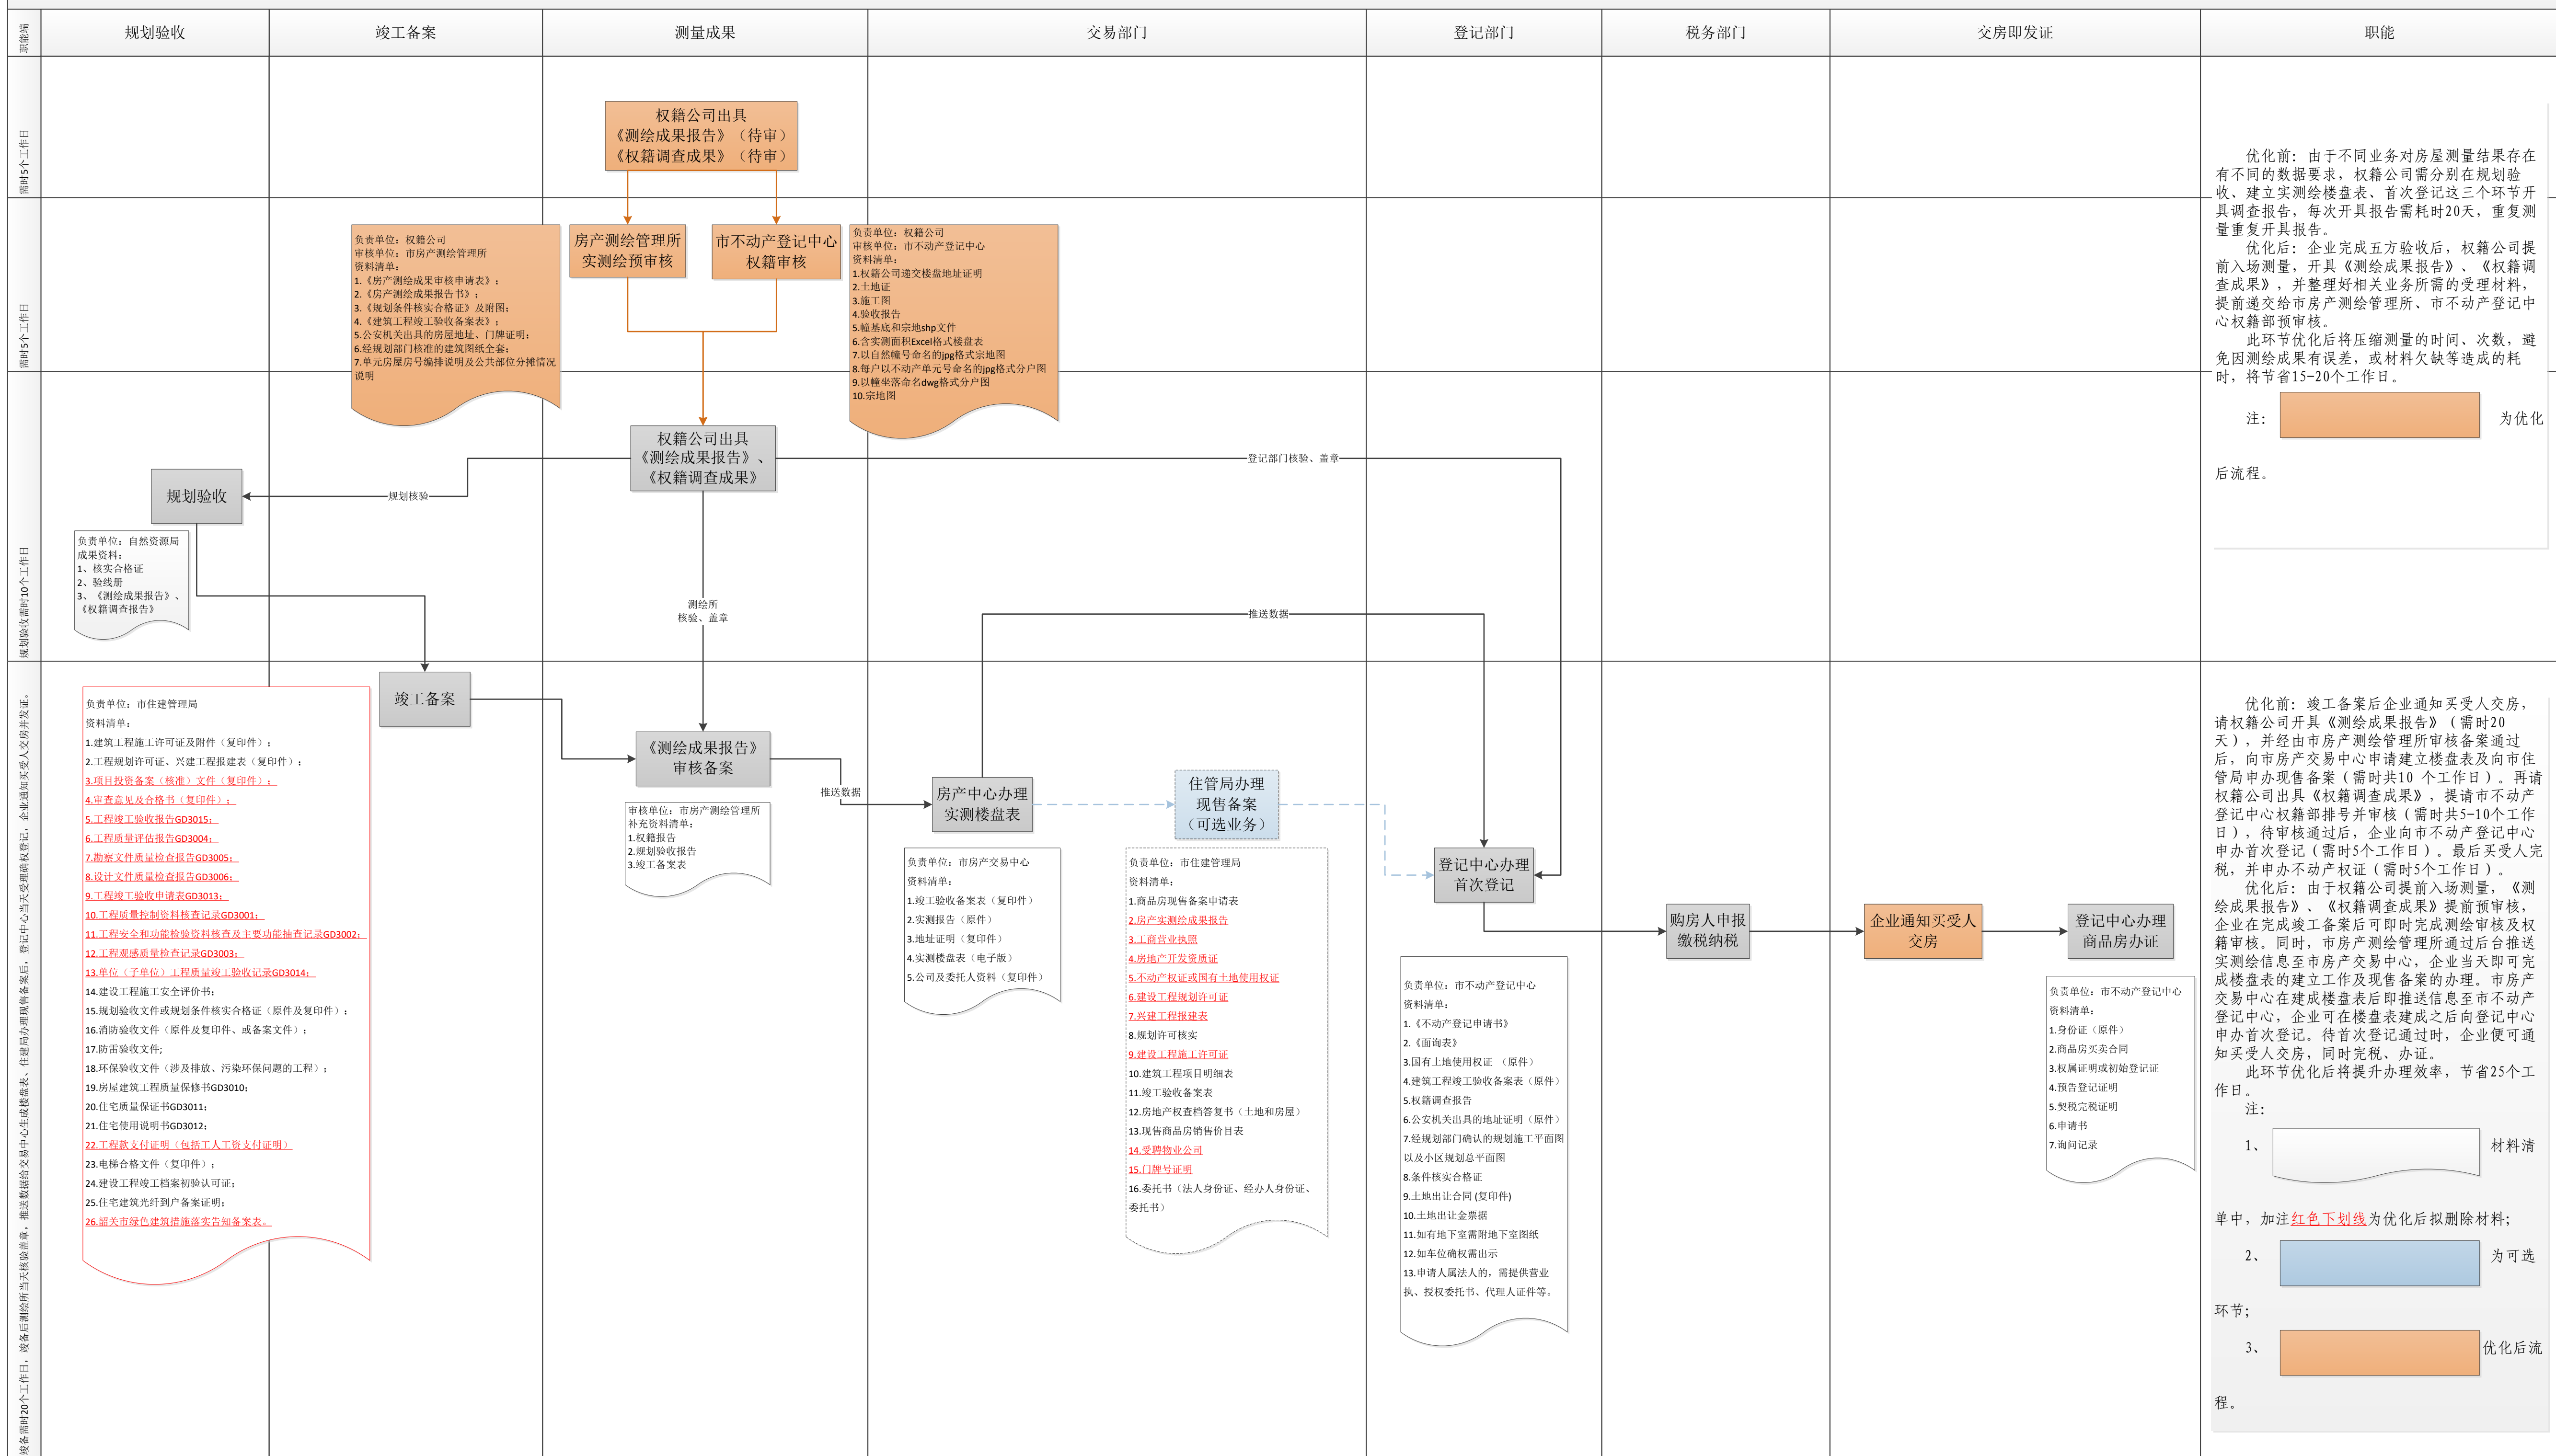 职能端
规划验收
竣工备案
测量成果
交易部门
登记部门
税务部门
交房即发证
职能
需时5个工作日
权籍公司出具
《测绘成果报告》（待审）
《权籍调查成果》（待审）
需时5个工作日
负责单位：权籍公司
审核单位：市房产测绘管理所
资料清单：
1.《房产测绘成果审核申请表》；
2.《房产测绘成果报告书》；
3.《规划条件核实合格证》及附图；
4.《建筑工程竣工验收备案表》；
5.公安机关出具的房屋地址、门牌证明；
6.经规划部门核准的建筑图纸全套；
7.单元房屋房号编排说明及公共部位分摊情况
说明
房产测绘管理所
实测绘预审核
市不动产登记中心
权籍审核
负责单位：权籍公司
审核单位：市不动产登记中心
资料清单：
1.权籍公司递交楼盘地址证明
2.土地证
3.施工图
4.验收报告
5.幢基底和宗地shp文件
6.含实测面积Excel格式楼盘表
7.以自然幢号命名的jpg格式宗地图
8.每户以不动产单元号命名的jpg格式分户图
9.以幢坐落命名dwg格式分户图
10.宗地图
优化前：由于不同业务对房屋测量结果存在
有不同的数据要求，权籍公司需分别在规划验
收、建立实测绘楼盘表、首次登记这三个环节开
具调查报告，每次开具报告需耗时20天，重复测
量重复开具报告。
优化后：企业完成五方验收后，权籍公司提
前入场测量，开具《测绘成果报告》、《权籍调
查成果》，并整理好相关业务所需的受理材料，
提前递交给市房产测绘管理所、市不动产登记中
心权籍部预审核。
此环节优化后将压缩测量的时间、次数，避
免因测绘成果有误差，或材料欠缺等造成的耗
时，将节省15-20个工作日。
注：
为优化
后流程。
规划验收需时10个工作日
权籍公司出具
《测绘成果报告》、
《权籍调查成果》
规划核验
登记部门核验、盖章
规划验收
负责单位：自然资源局
成果资料：
1、核实合格证
2、验线册
3、《测绘成果报告》、
《权籍调查报告》
测绘所
核验、盖章
推送数据
竣备需时20个工作日，竣备后测绘所当天核验盖章，推送数据给交易中心生成楼盘表、住建局办理现售备案后，登记中心当天受理确权登记，企业通知买受人交房并发证。
负责单位：市住建管理局
资料清单：
1.建筑工程施工许可证及附件（复印件）；
2.工程规划许可证、兴建工程报建表（复印件）；
3.项目投资备案（核准）文件（复印件）；
4.审查意见及合格书（复印件）；
5.工程竣工验收报告GD3015；
6.工程质量评估报告GD3004；
7.勘察文件质量检查报告GD3005；
8.设计文件质量检查报告GD3006；
9.工程竣工验收申请表GD3013；
10.工程质量控制资料核查记录GD3001；
11.工程安全和功能检验资料核查及主要功能抽查记录GD3002；
12.工程观感质量检查记录GD3003；
13.单位（子单位）工程质量竣工验收记录GD3014；
14.建设工程施工安全评价书；
15.规划验收文件或规划条件核实合格证（原件及复印件）；
16.消防验收文件（原件及复印件、或备案文件）；
17.防雷验收文件;
18.环保验收文件（涉及排放、污染环保问题的工程）；
19.房屋建筑工程质量保修书GD3010；
20.住宅质量保证书GD3011；
21.住宅使用说明书GD3012；
22.工程款支付证明（包括工人工资支付证明）
23.电梯合格文件（复印件）；
24.建设工程竣工档案初验认可证；
25.住宅建筑光纤到户备案证明；
26.韶关市绿色建筑措施落实告知备案表。
竣工备案
《测绘成果报告》
审核备案
审核单位：市房产测绘管理所
补充资料清单：
1.权籍报告
2.规划验收报告
3.竣工备案表
推送数据
房产中心办理
实测楼盘表
负责单位：市房产交易中心
资料清单：
1.竣工验收备案表（复印件）
2.实测报告（原件）
3.地址证明（复印件）
4.实测楼盘表（电子版）
5.公司及委托人资料（复印件）
住管局办理
现售备案
（可选业务）
负责单位：市住建管理局
资料清单：
1.商品房现售备案申请表
2.房产实测绘成果报告
3.工商营业执照
4.房地产开发资质证
5.不动产权证或国有土地使用权证
6.建设工程规划许可证
7.兴建工程报建表
8.规划许可核实
9.建设工程施工许可证
10.建筑工程项目明细表
11.竣工验收备案表
12.房地产权查档答复书（土地和房屋）
13.现售商品房销售价目表
14.受聘物业公司
15.门牌号证明
16.委托书（法人身份证、经办人身份证、
委托书）
登记中心办理
首次登记
负责单位：市不动产登记中心
资料清单：
1.《不动产登记申请书》
2.《面询表》
3.国有土地使用权证 （原件）
4.建筑工程竣工验收备案表（原件）
5.权籍调查报告
6.公安机关出具的地址证明（原件）
7.经规划部门确认的规划施工平面图
以及小区规划总平面图
8.条件核实合格证
9.土地出让合同 (复印件)
10.土地出让金票据
11.如有地下室需附地下室图纸
12.如车位确权需出示
13.申请人属法人的，需提供营业
执、授权委托书、代理人证件等。
购房人申报
缴税纳税
企业通知买受人
交房
登记中心办理
商品房办证
负责单位：市不动产登记中心
资料清单：
1.身份证（原件）
2.商品房买卖合同
3.权属证明或初始登记证
4.预告登记证明
5.契税完税证明
6.申请书
7.询问记录
优化前：竣工备案后企业通知买受人交房，
请权籍公司开具《测绘成果报告》（需时20
天），并经由市房产测绘管理所审核备案通过
后，向市房产交易中心申请建立楼盘表及向市住
管局申办现售备案（需时共10 个工作日）。再请
权籍公司出具《权籍调查成果》，提请市不动产
登记中心权籍部排号并审核（需时共5-10个工作
日），待审核通过后，企业向市不动产登记中心
申办首次登记（需时5个工作日）。最后买受人完
税，并申办不动产权证（需时5个工作日）。
优化后：由于权籍公司提前入场测量，《测
绘成果报告》、《权籍调查成果》提前预审核，
企业在完成竣工备案后可即时完成测绘审核及权
籍审核。同时，市房产测绘管理所通过后台推送
实测绘信息至市房产交易中心，企业当天即可完
成楼盘表的建立工作及现售备案的办理。市房产
交易中心在建成楼盘表后即推送信息至市不动产
登记中心，企业可在楼盘表建成之后向登记中心
申办首次登记。待首次登记通过时，企业便可通
知买受人交房，同时完税、办证。
此环节优化后将提升办理效率，节省25个工
作日。
注：
1、
材料清
单中，加注红色下划线为优化后拟删除材料；
2、
为可选
环节；
3、
优化后流
程。